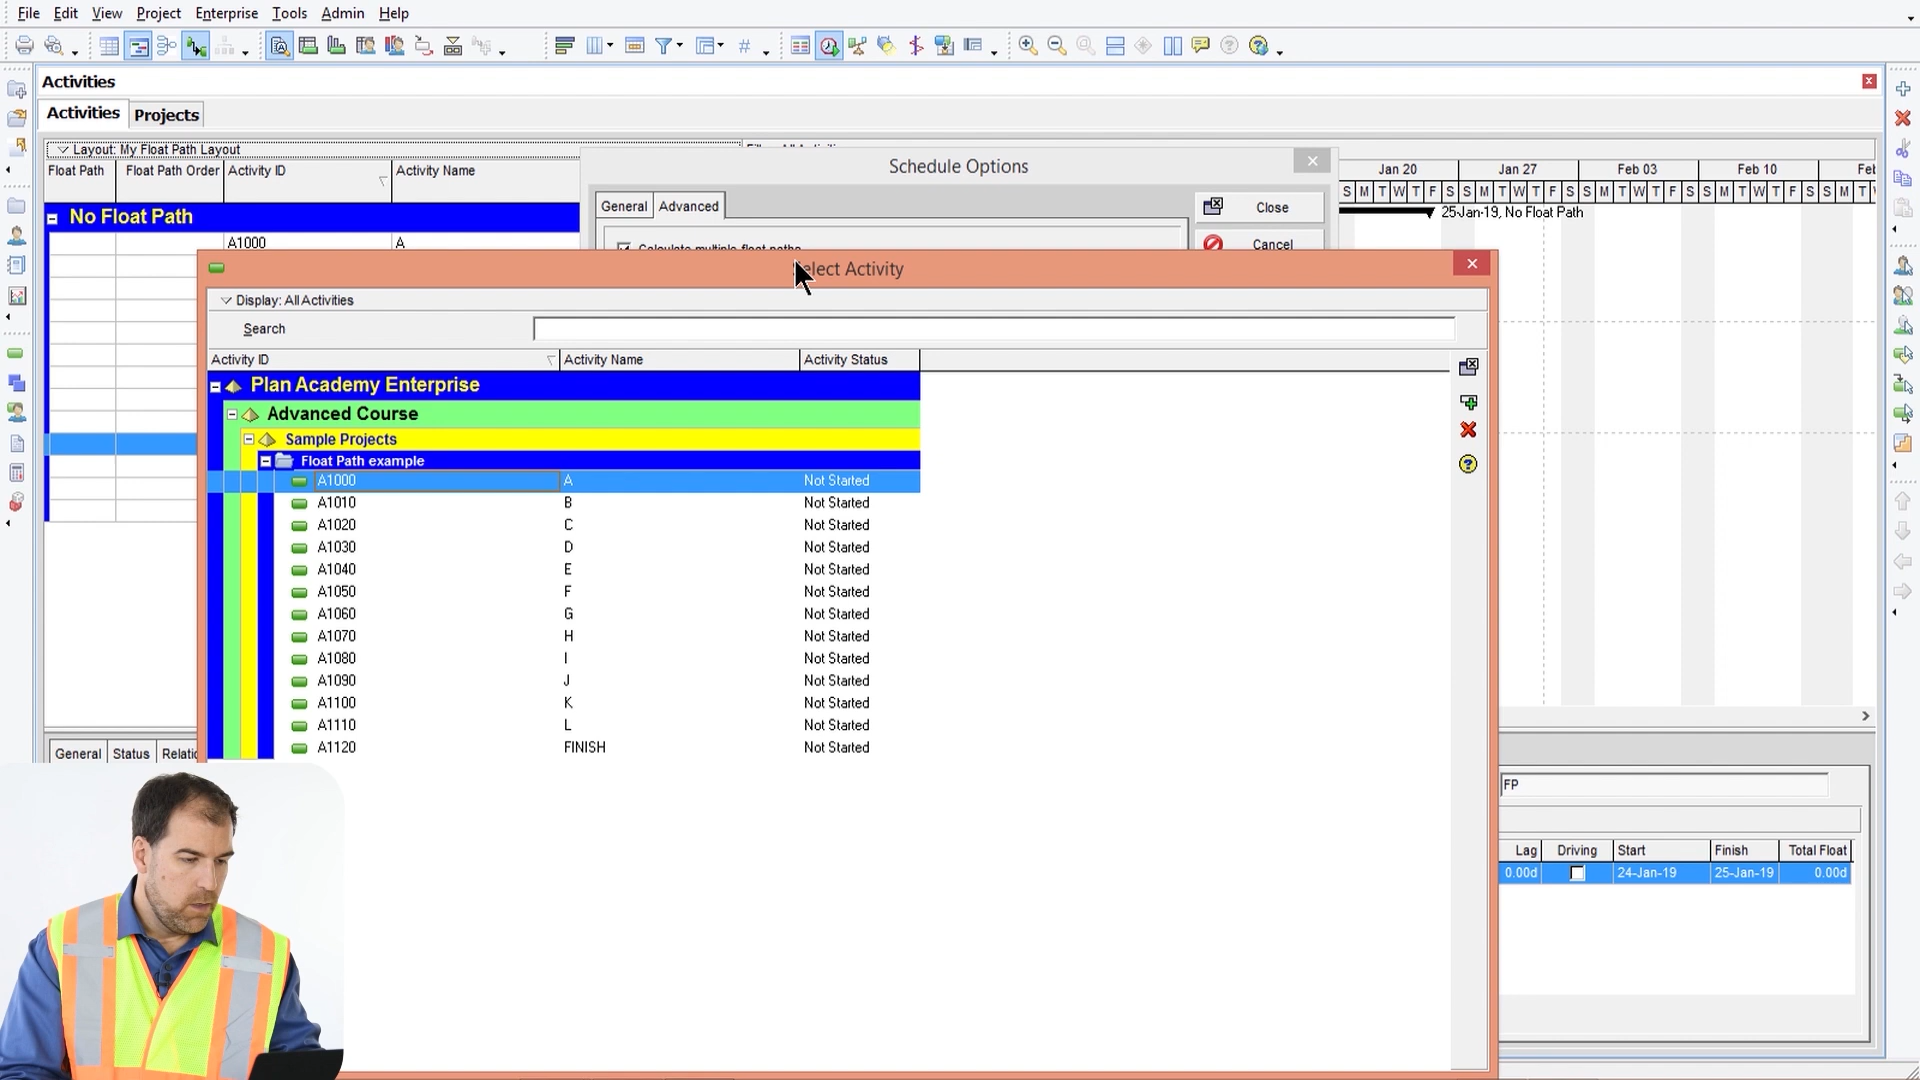 File Edit View Project Enterprise Tools Admin Help
Activities
Activities Projects
Layout: My Float Path Layout
Float Path Float Path Order Activity ID Activity Name
No Float Path
A1000 A
Schedule Options
General Advanced
Calculate multiple float paths
Close
Cancel
Jan 20 Jan 27 Feb 03 Feb 10 Feb
S M T W T F S S M T W T F S S M T W T F S S M T W T F S S M T
25-Jan-19, No Float Path
Select Activity
Display: All Activities
Search
Activity ID Activity Name Activity Status
Plan Academy Enterprise
Advanced Course
Sample Projects
Float Path example
A1000 A Not Started
A1010 B Not Started
A1020 C Not Started
A1030 D Not Started
A1040 E Not Started
A1050 F Not Started
A1060 G Not Started
A1070 H Not Started
A1080 I Not Started
A1090 J Not Started
A1100 K Not Started
A1110 L Not Started
A1120 FINISH Not Started
General Status
FP
Lag Driving Start Finish Total Float
0.00d 24-Jan-19 25-Jan-19 0.00d